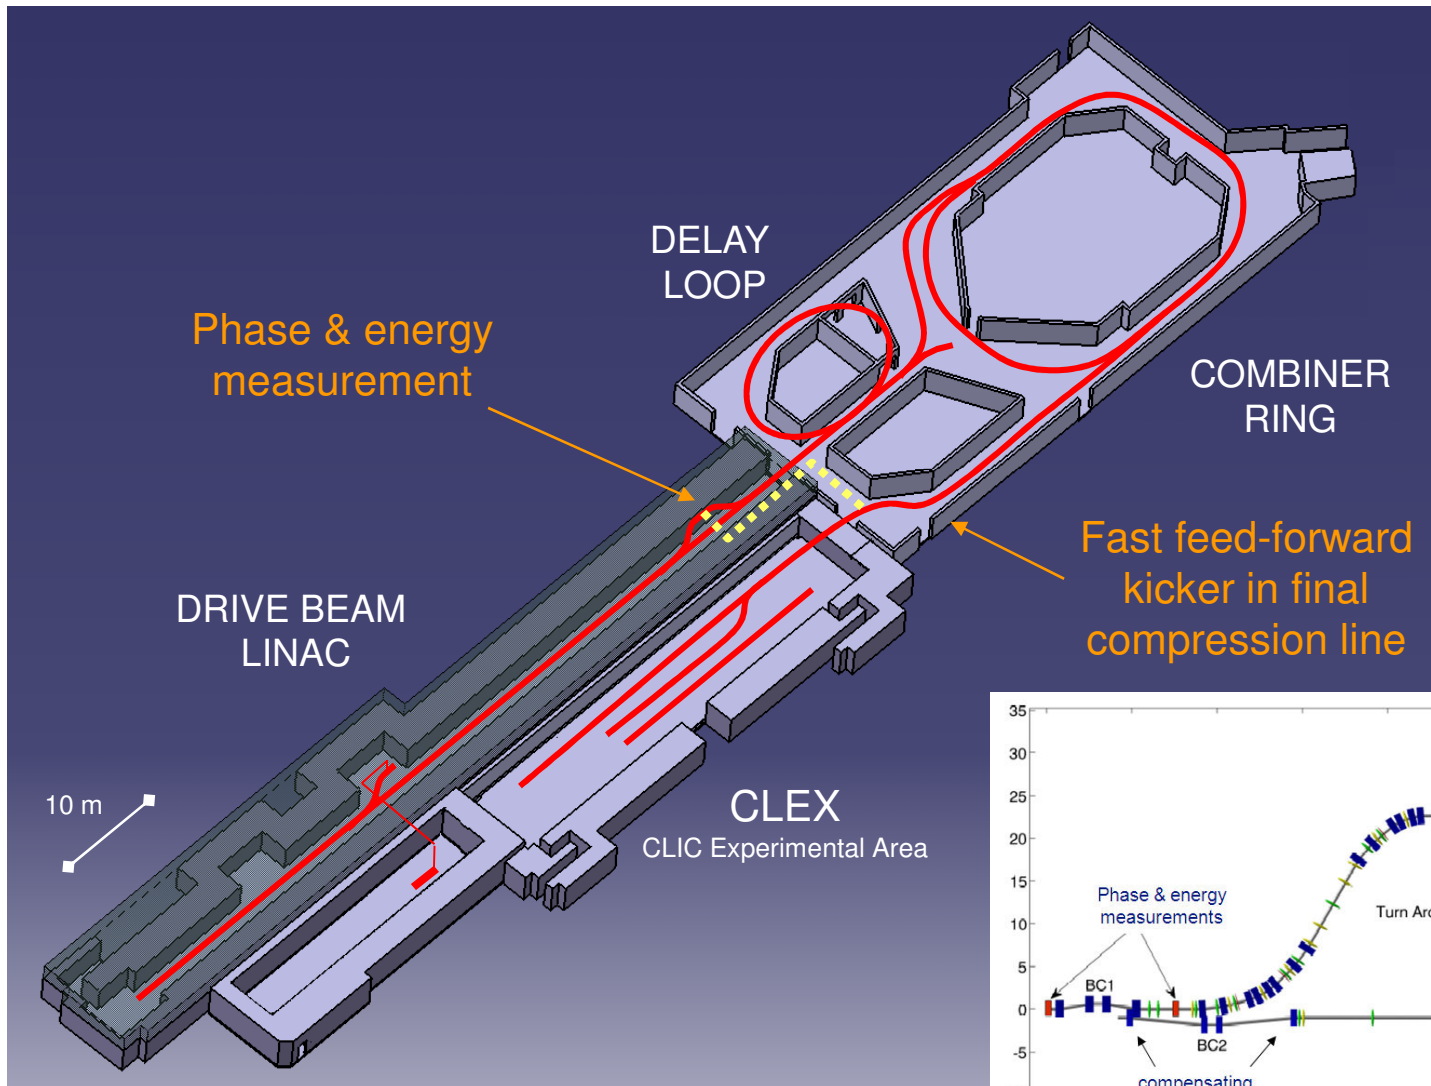 DELAY
LOOP
Phase & energy
measurement
COMBINER
RING
Fast feed-forward
kicker in final
compression line
DRIVE BEAM
LINAC
10 m
CLEX
CLIC Experimental Area
35
30
25
20
15
10
5
0
-5
Phase & energy
measurements
Turn Arc
BC1
BC2
compensating